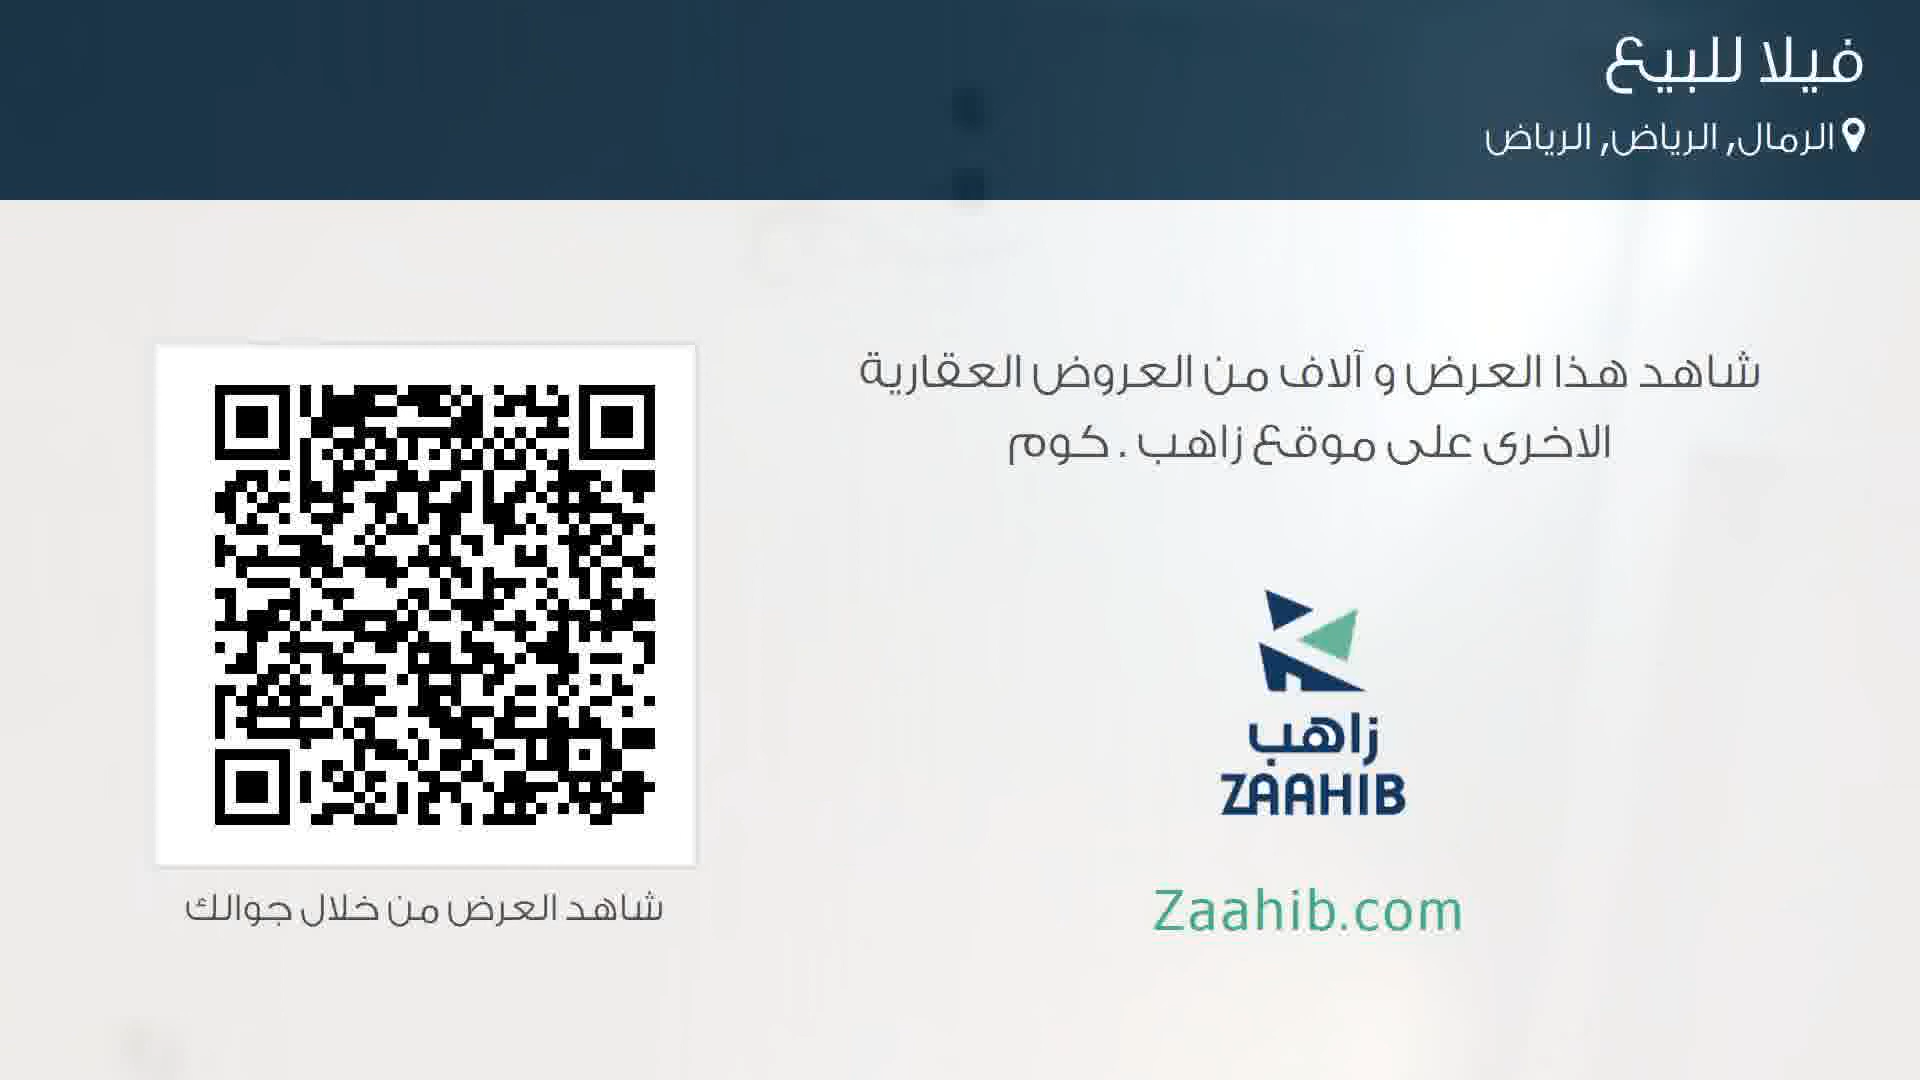 فيلا للبيع
الرمال, الرياض, الرياض
شاهد هذا العرض و آلاف من العروض العقارية
الاخرى على موقع زاهب . كوم
زاهب
ZAAHIB
Zaahib.com
شاهد العرض من خلال جوالك